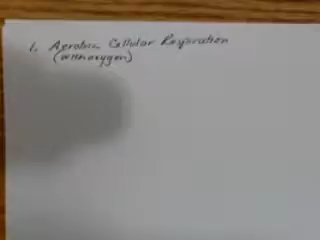 1. Aerobic Cellular Respiration
(with oxygen)